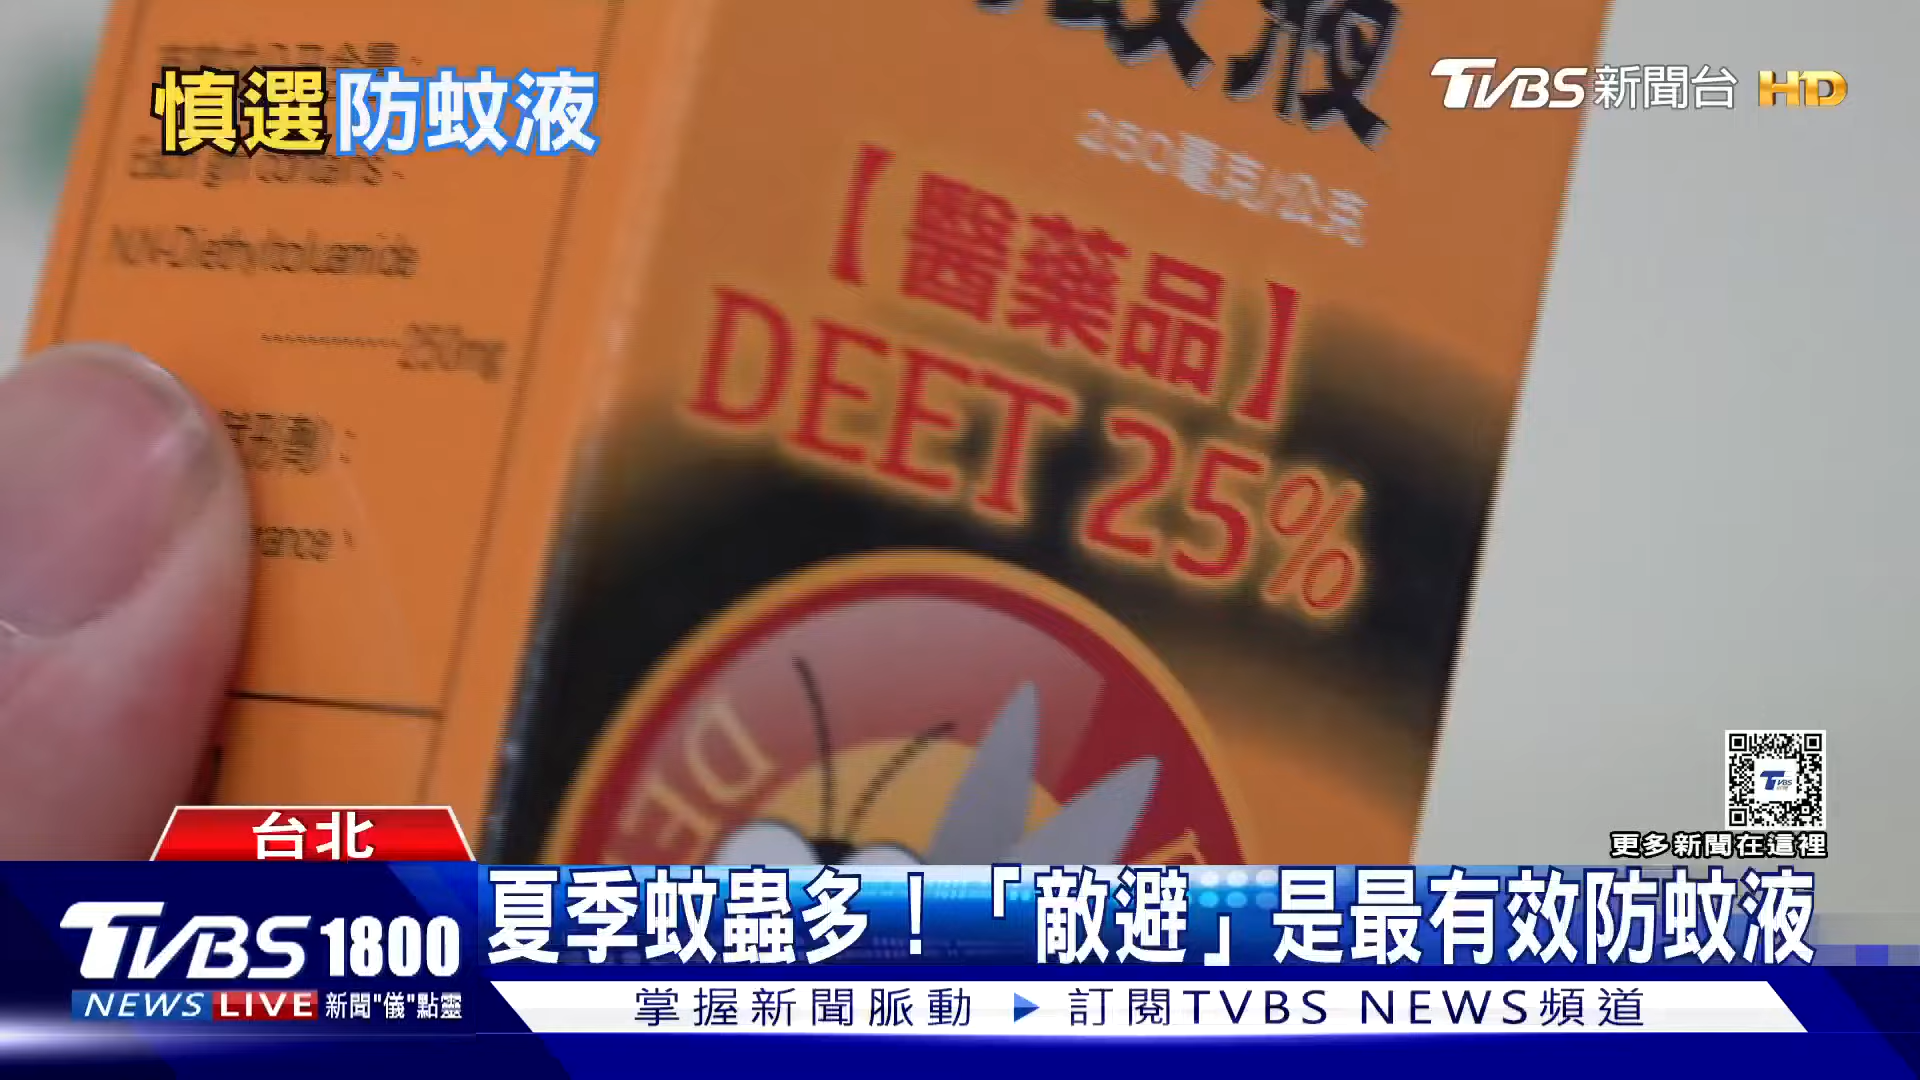 慎選防蚊液
TVBS新聞台 HD
250毫克/公克
【醫藥品】
DEET 25%
Each gm contains
N,N-Diethyltoluamide
250mg
更多新聞在這裡
台北
夏季蚊蟲多！「敵避」是最有效防蚊液
TVBS 1800
NEWS LIVE 新聞"儀"點靈
掌握新聞脈動 ▶ 訂閱TVBS NEWS頻道